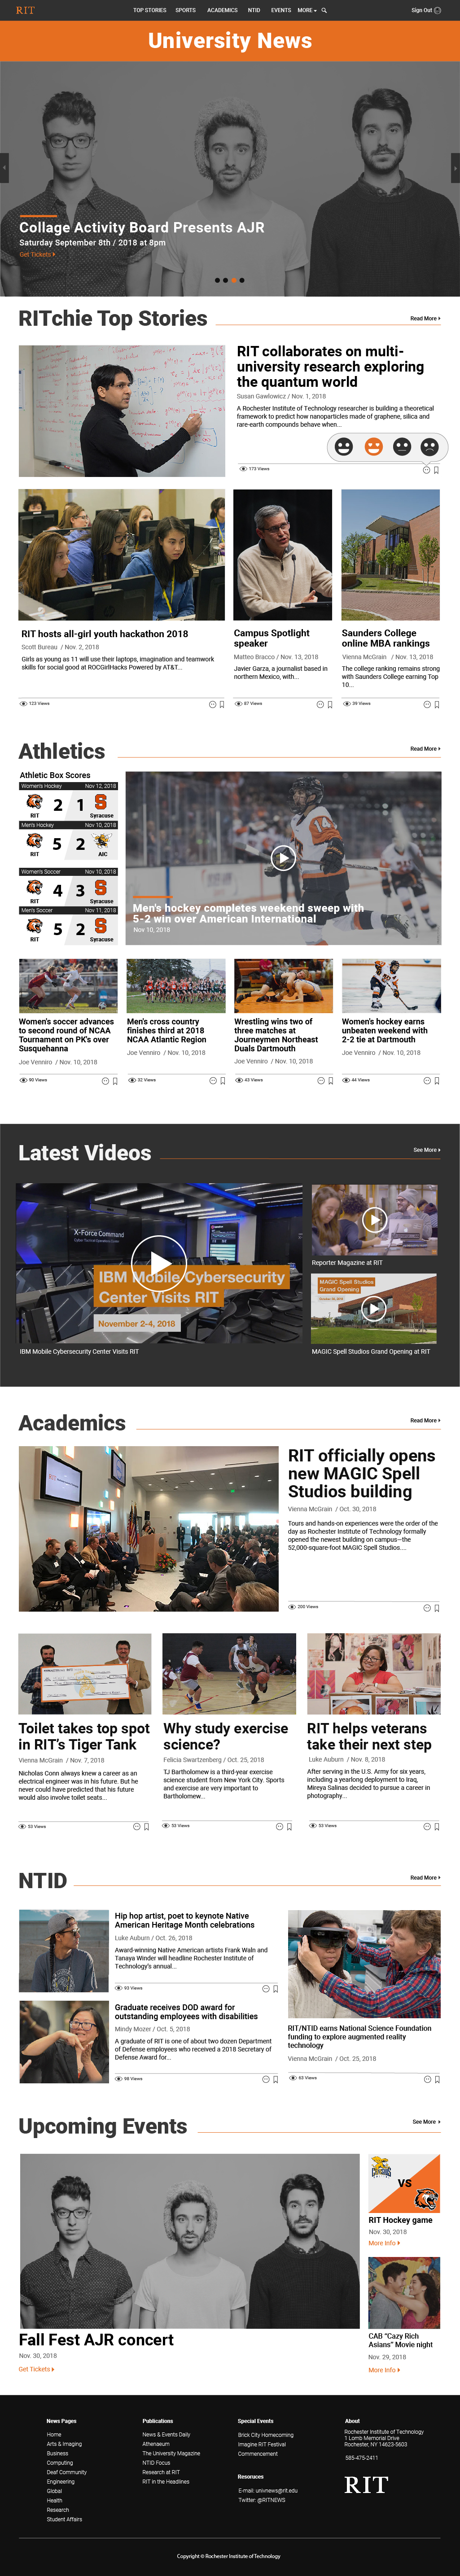 RIT
TOP STORIES SPORTS ACADEMICS NTID EVENTS MORE
Sign Out
University News
Collage Activity Board Presents AJR
Saturday September 8th / 2018 at 8pm
Get Tickets
RITchie Top Stories
Read More
RIT collaborates on multi-
university research exploring
the quantum world
Susan Gawlowicz / Nov. 1, 2018
A Rochester Institute of Technology researcher is building a theoretical
framework to predict how nanoparticles made of graphene, silica and
rare-earth compounds behave when...
173 Views
RIT hosts all-girl youth hackathon 2018
Scott Bureau / Nov. 2, 2018
Girls as young as 11 will use their laptops, imagination and teamwork
skills for social good at ROCGirlHacks Powered by AT&T...
123 Views
Campus Spotlight
speaker
Matteo Bracco / Nov. 13, 2018
Javier Garza, a journalist based in
northern Mexico, with...
87 Views
Saunders College
online MBA rankings
Vienna McGrain / Nov. 13, 2018
The college ranking remains strong
with Saunders College earning Top
10...
39 Views
Athletics
Read More
Athletic Box Scores
Women's Hockey Nov 12, 2018
RIT 2 1 Syracuse
Men's Hockey Nov 10, 2018
RIT 5 2 AIC
Women's Soccer Nov 10, 2018
RIT 4 3 Syracuse
Men's Soccer Nov 11, 2018
RIT 5 2 Syracuse
Men's hockey completes weekend sweep with
5-2 win over American International
Nov 10, 2018
Women's soccer advances
to second round of NCAA
Tournament on PK's over
Susquehanna
Joe Venniro / Nov. 10, 2018
90 Views
Men's cross country
finishes third at 2018
NCAA Atlantic Region
Joe Venniro / Nov. 10, 2018
32 Views
Wrestling wins two of
three matches at
Journeymen Northeast
Duals Dartmouth
Joe Venniro / Nov. 10, 2018
43 Views
Women's hockey earns
unbeaten weekend with
2-2 tie at Dartmouth
Joe Venniro / Nov. 10, 2018
44 Views
Latest Videos
See More
X-Force Command
IBM Mobile Cybersecurity
Center Visits RIT
November 2-4, 2018
IBM Mobile Cybersecurity Center Visits RIT
Reporter Magazine at RIT
MAGIC Spell Studios
Grand Opening
MAGIC Spell Studios Grand Opening at RIT
Academics
Read More
RIT officially opens
new MAGIC Spell
Studios building
Vienna McGrain / Oct. 30, 2018
Tours and hands-on experiences were the order of the
day as Rochester Institute of Technology formally
opened the newest building on campus—the
52,000-square-foot MAGIC Spell Studios....
200 Views
Toilet takes top spot
in RIT's Tiger Tank
Vienna McGrain / Nov. 7, 2018
Nicholas Conn always knew a career as an
electrical engineer was in his future. But he
never could have predicted that his future
would also involve toilet seats...
53 Views
Why study exercise
science?
Felicia Swartzenberg / Oct. 25, 2018
TJ Bartholomew is a third-year exercise
science student from New York City. Sports
and exercise are very important to
Bartholomew...
53 Views
RIT helps veterans
take their next step
Luke Auburn / Nov. 8, 2018
After serving in the U.S. Army for six years,
including a yearlong deployment to Iraq,
Mireya Salinas decided to pursue a career in
photography...
53 Views
NTID
Read More
Hip hop artist, poet to keynote Native
American Heritage Month celebrations
Luke Auburn / Oct. 26, 2018
Award-winning Native American artists Frank Waln and
Tanaya Winder will headline Rochester Institute of
Technology's annual...
93 Views
Graduate receives DOD award for
outstanding employees with disabilities
Mindy Mozer / Oct. 5, 2018
A graduate of RIT is one of about two dozen Department
of Defense employees who received a 2018 Secretary of
Defense Award for...
98 Views
RIT/NTID earns National Science Foundation
funding to explore augmented reality
technology
Vienna McGrain / Oct. 25, 2018
63 Views
Upcoming Events
See More
Fall Fest AJR concert
Nov. 30, 2018
Get Tickets
VS
RIT Hockey game
Nov. 30, 2018
More Info
CAB "Cazy Rich
Asians" Movie night
Nov. 29, 2018
More Info
News Pages
Home
Arts & Imaging
Business
Computing
Deaf Community
Engineering
Global
Health
Research
Student Affairs
Publications
News & Events Daily
Athenaeum
The University Magazine
NTID Focus
Research at RIT
RIT in the Headlines
Special Events
Brick City Homecoming
Imagine RIT Festival
Commencement
Resoruces
E-mail: univnews@rit.edu
Twitter: @RITNEWS
About
Rochester Institute of Technology
1 Lomb Memorial Drive
Rochester, NY 14623-5603
585-475-2411
RIT
Copyright © Rochester Institute of Technology